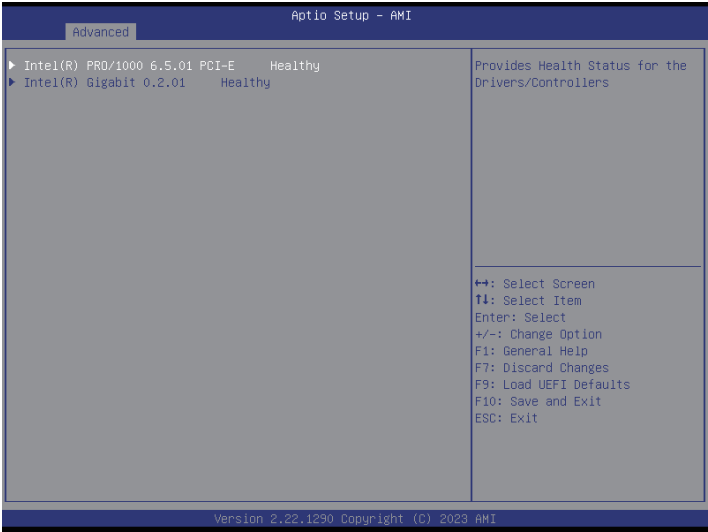 Aptio Setup – AMI
Advanced
▶ Intel(R) PRO/1000 6.5.01 PCI-E Healthy
▶ Intel(R) Gigabit 0.2.01 Healthy
Provides Health Status for the
Drivers/Controllers
↔: Select Screen
↑↓: Select Item
Enter: Select
+/-: Change Option
F1: General Help
F7: Discard Changes
F9: Load UEFI Defaults
F10: Save and Exit
ESC: Exit
Version 2.22.1290 Copyright (C) 2023 AMI